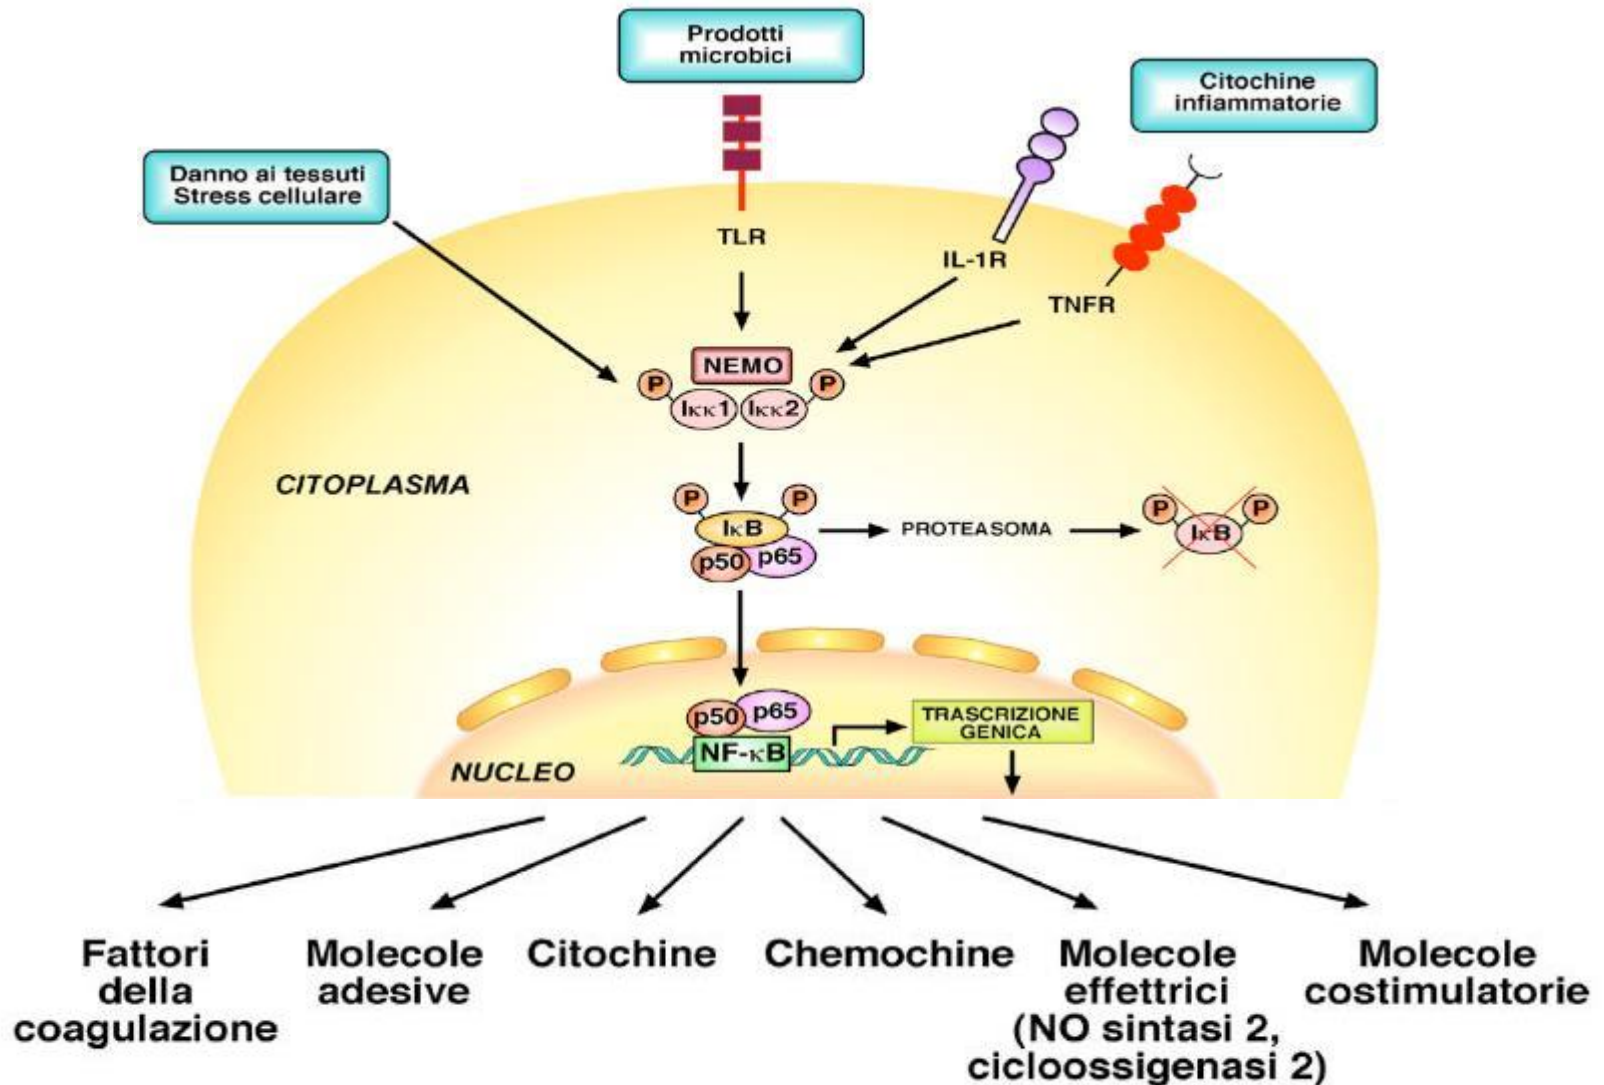 Prodotti
microbici
Citochine
infiammatorie
Danno ai tessuti
Stress cellulare
TLR
IL-1R
TNFR
NEMO
P
P
Iκκ1
Iκκ2
CITOPLASMA
P
P
IκB
p50
p65
PROTEASOMA
P
P
IκB
p50
p65
NF-κB
TRASCRIZIONE
GENICA
NUCLEO
Fattori
della
coagulazione
Molecole
adesive
Citochine
Chemochine
Molecole
effettrici
(NO sintasi 2,
cicloossigenasi 2)
Molecole
costimulatorie